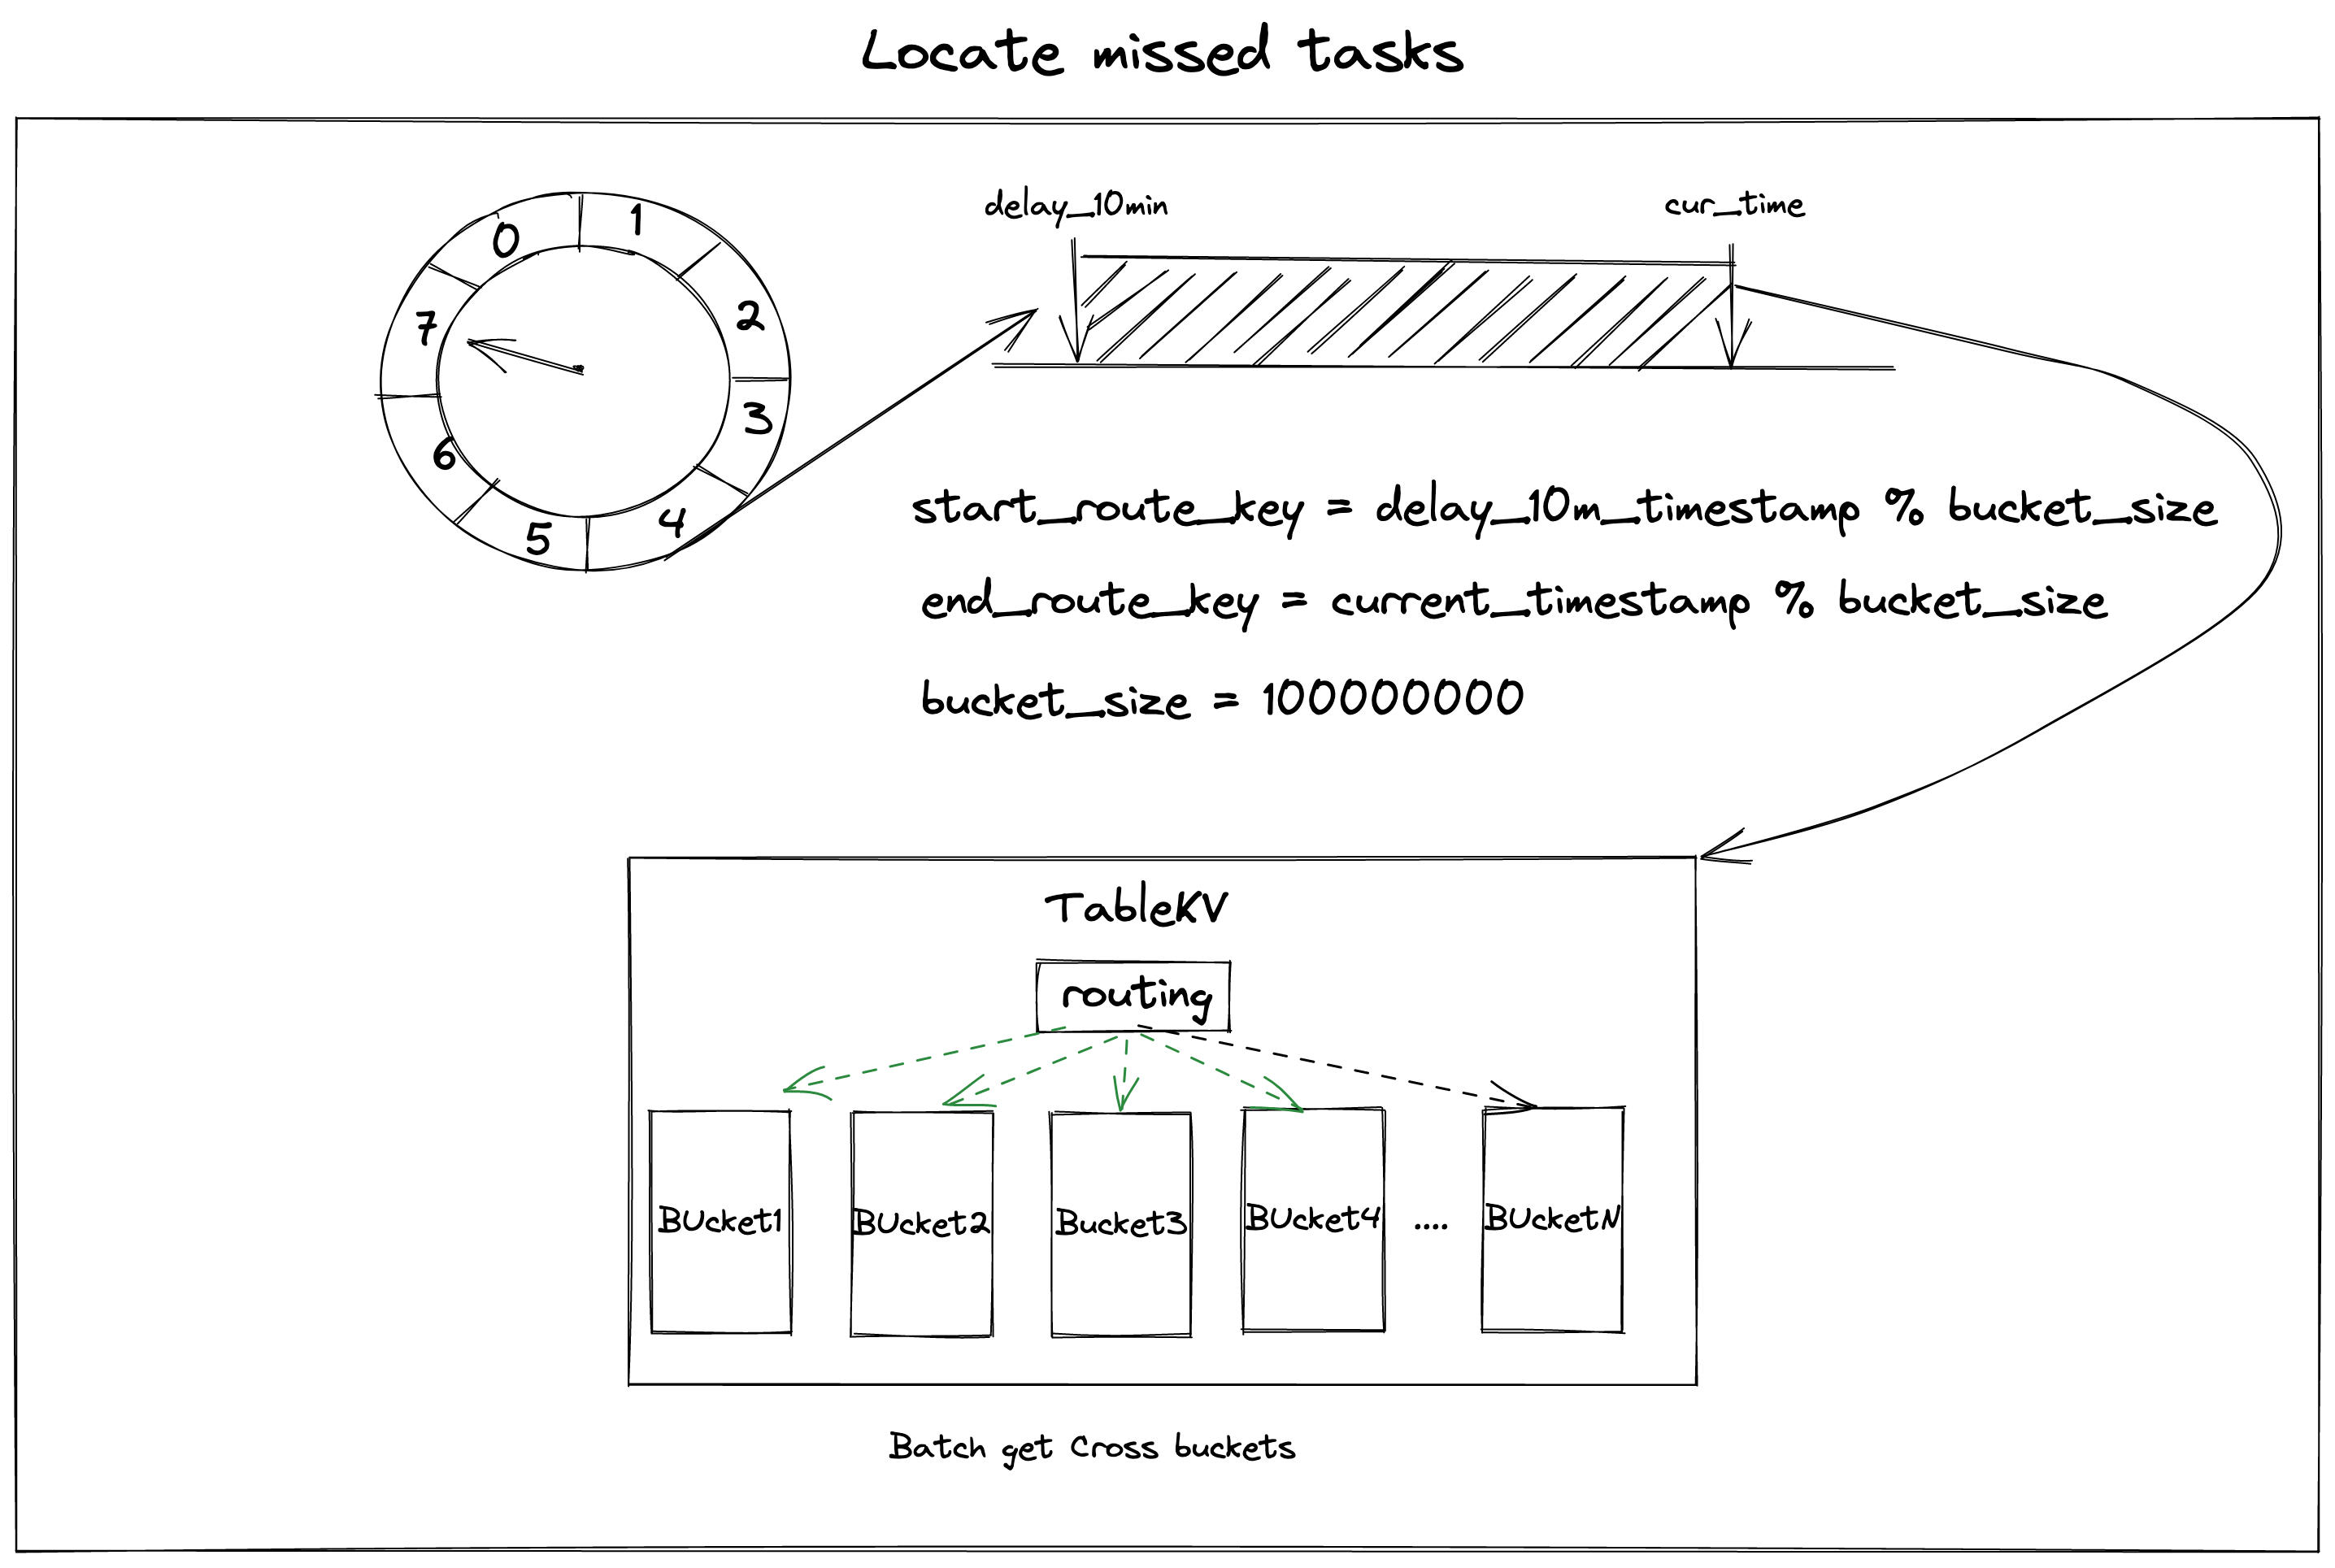 Locate missed tasks
0
1
2
3
4
5
6
7
delay_10min
cur_time
start_route_key = delay_10m_timestamp % bucket_size
end_route_key = current_timestamp % bucket_size
bucket_size = 100000000
TableKV
routing
BUcket1
BUcket2
Bucket3
BUcket4
....
BUcketN
Batch get Cross buckets